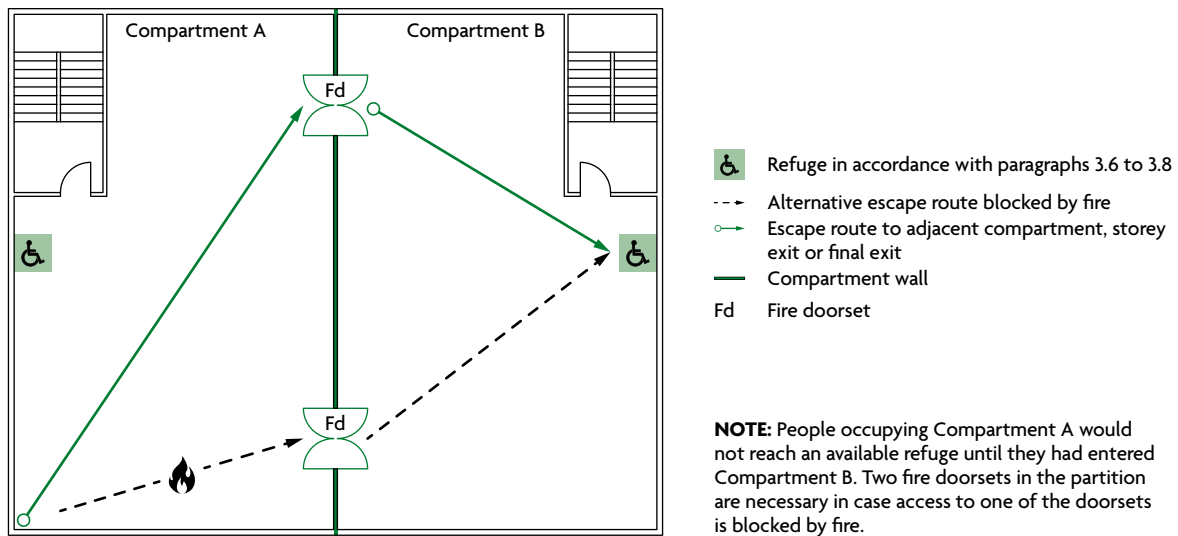 Compartment A
Compartment B
Fd
Fd
Refuge in accordance with paragraphs 3.6 to 3.8
Alternative escape route blocked by fire
Escape route to adjacent compartment, storey
exit or final exit
Compartment wall
Fd Fire doorset
NOTE: People occupying Compartment A would
not reach an available refuge until they had entered
Compartment B. Two fire doorsets in the partition
are necessary in case access to one of the doorsets
is blocked by fire.